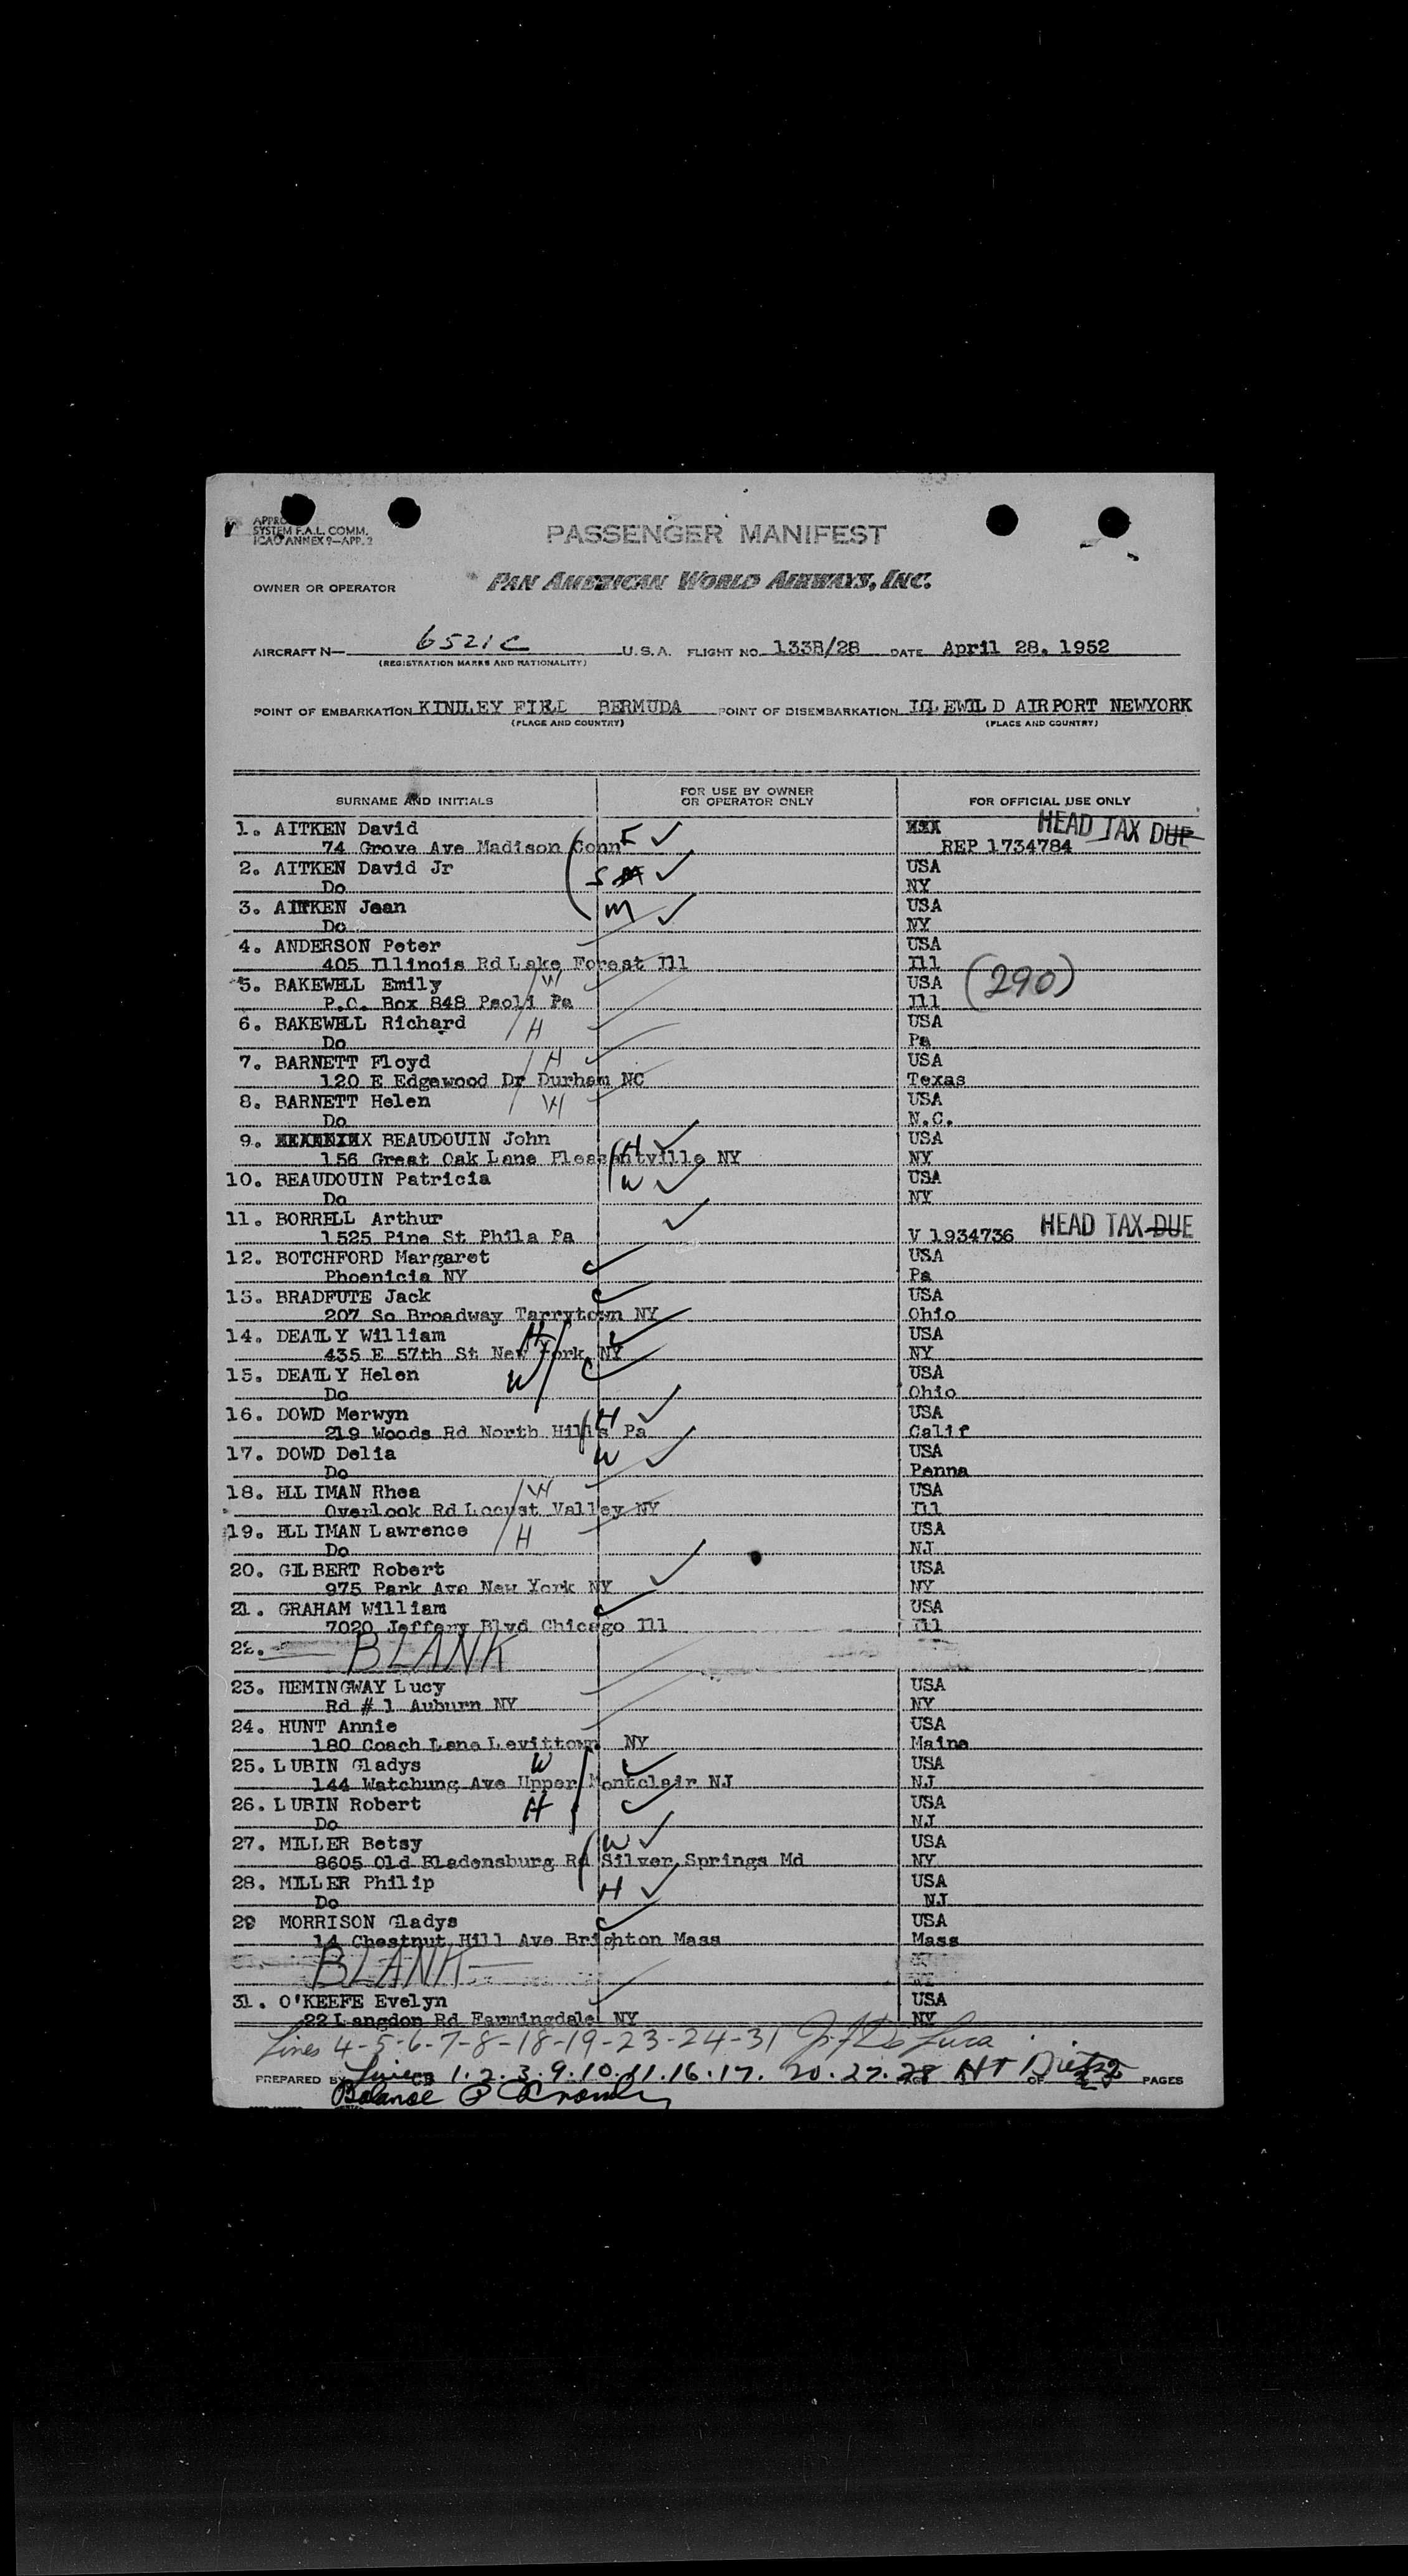 APPRO
SYSTEM F.A.L. COMM.
ICAO ANNEX 9—APP. 2
PASSENGER MANIFEST
OWNER OR OPERATOR PAN AMERICAN WORLD AIRWAYS, INC.
AIRCRAFT N— 6521C U.S.A. FLIGHT NO. 133B/28 DATE April 28. 1952
(REGISTRATION MARKS AND NATIONALITY)
POINT OF EMBARKATION KINDLEY FIELD BERMUDA POINT OF DISEMBARKATION IDLEWILD AIRPORT NEWYORK
(PLACE AND COUNTRY) (PLACE AND COUNTRY)
SURNAME AND INITIALS FOR USE BY OWNER OR OPERATOR ONLY FOR OFFICIAL USE ONLY
1. AITKEN David XXX HEAD TAX DUE
74 Grove Ave Madison Conn F ✓ REP 1734784
2. AITKEN David Jr USA
Do S ✓ NY
3. AITKEN Jean M ✓ USA
Do NY
4. ANDERSON Peter USA
405 Illinois Rd Lake Forest Ill Ill
5. BAKEWELL Emily W USA (290)
P.O. Box 848 Paoli Pa Ill
6. BAKEWELL Richard H USA
Do Pa
7. BARNETT Floyd H USA
120 E Edgewood Dr Durham NC Texas
8. BARNETT Helen W USA
Do N.C.
9. XXXXXXXX BEAUDOUIN John H ✓ USA
156 Great Oak Lane Pleasantville NY NY
10. BEAUDOUIN Patricia W ✓ USA
Do NY
11. BORRELL Arthur ✓ HEAD TAX DUE
1525 Pine St Phila Pa V 1934736
12. BOTCHFORD Margaret ✓ USA
Phoenicia NY Pa
13. BRADFUTE Jack ✓ USA
207 So Broadway Tarrytown NY Ohio
14. DEATLY William H ✓ USA
435 E 57th St New York NY NY
15. DEATLY Helen W ✓ USA
Do Ohio
16. DOWD Merwyn H ✓ USA
219 Woods Rd North Hills Pa Calif
17. DOWD Delia W ✓ USA
Do Penna
18. ELLIMAN Rhea W USA
Overlook Rd Locust Valley NY Ill
19. ELLIMAN Lawrence H USA
Do NJ
20. GILBERT Robert ✓ USA
975 Park Ave New York NY NY
21. GRAHAM William ✓ USA
7020 Jeffery Blvd Chicago Ill Ill
22. BLANK
23. HEMINGWAY Lucy USA
Rd # 1 Auburn NY NY
24. HUNT Annie USA
180 Coach Lane Levittown NY Maine
25. LUBIN Gladys W ✓ USA
144 Watchung Ave Upper Montclair NJ NJ
26. LUBIN Robert H ✓ USA
Do NJ
27. MILLER Betsy W ✓ USA
8605 Old Bladensburg Rd Silver Springs Md NY
28. MILLER Philip H ✓ USA
Do NJ
29 MORRISON Gladys ✓ USA
14 Chestnut Hill Ave Brighton Mass Mass
BLANK
31. O'KEEFE Evelyn USA
22 Langdon Rd Farmingdale NY NY
Lines 4-5-6-7-8-18-19-23-24-31 De Luca
PREPARED BY Lines 1.2.3.9.10.11.16.17. 20.27.28 HT Dietz OF 2 PAGES
Balance